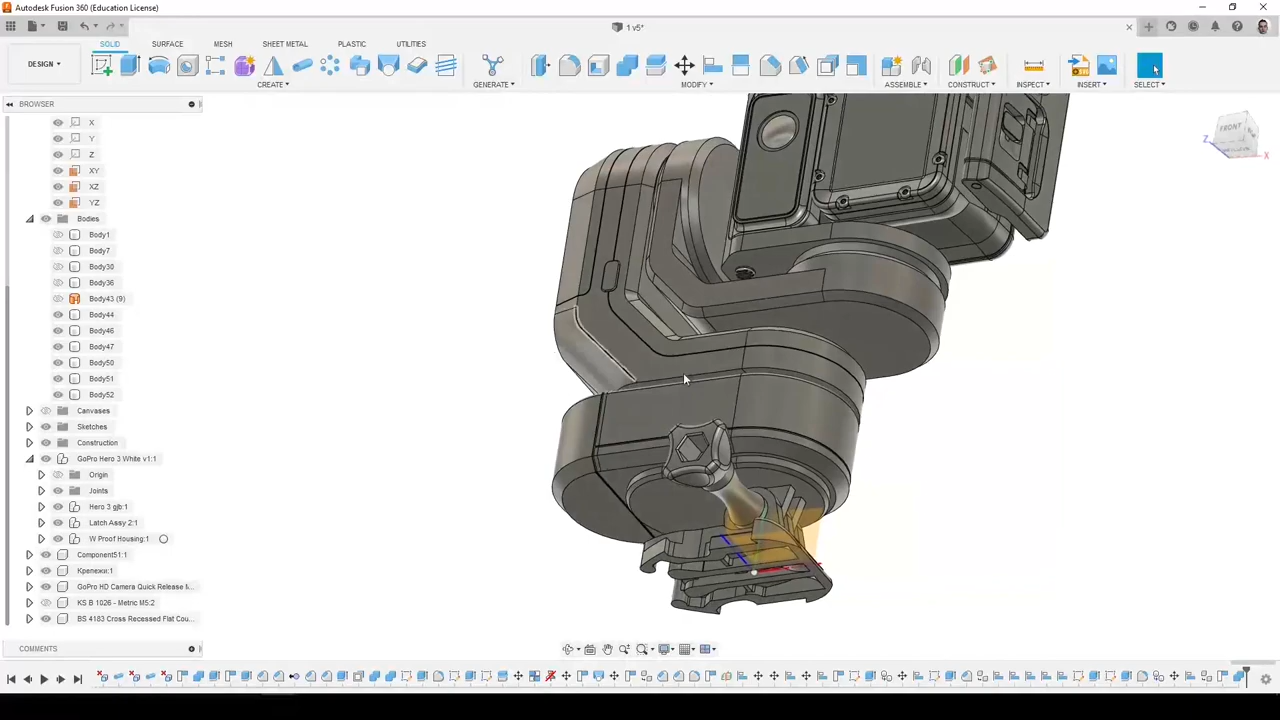 Autodesk Fusion 360 (Education License)
1 v5*
DESIGN
SOLID SURFACE MESH SHEET METAL PLASTIC UTILITIES
CREATE GENERATE MODIFY ASSEMBLE CONSTRUCT INSPECT INSERT SELECT
BROWSER
X
Y
Z
XY
XZ
YZ
Bodies
Body1
Body7
Body30
Body36
Body43 (9)
Body44
Body46
Body47
Body50
Body51
Body52
Canvases
Sketches
Construction
GoPro Hero 3 White v1:1
Origin
Joints
Hero 3 gjb:1
Latch Assy 2:1
W Proof Housing:1
Component51:1
Крепежи:1
GoPro HD Camera Quick Release M...
KS B 1026 - Metric M5:2
BS 4183 Cross Recessed Flat Cou...
COMMENTS
FRONT
Z
X